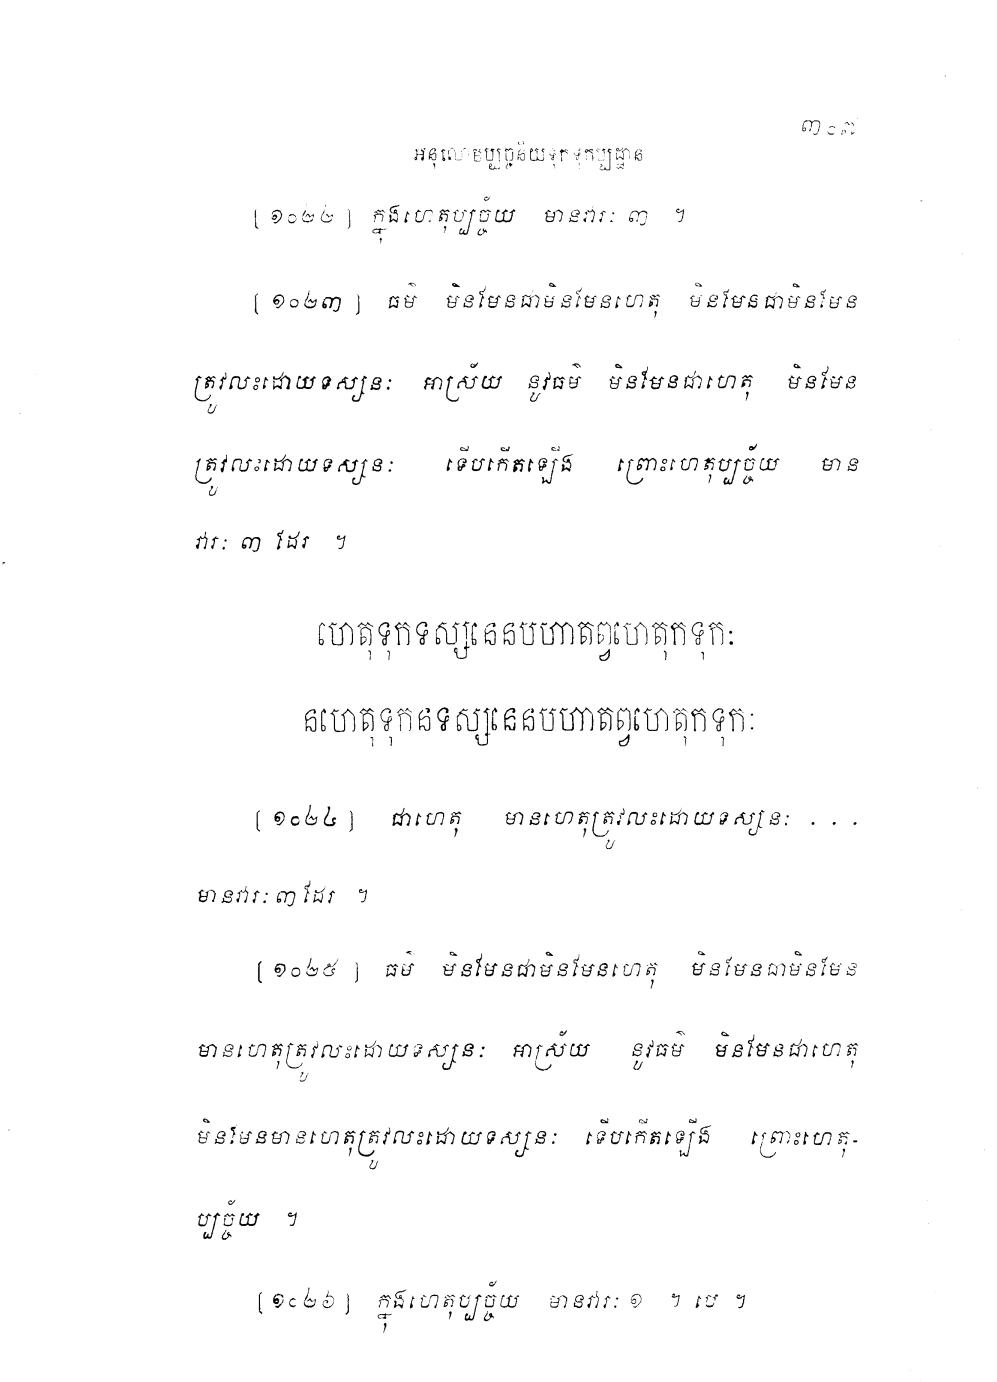 ៣០៧
អនុលោមប្បច្ចនីយទុកទុកប្បដ្ឋាន
[១០២២] ក្នុងហេតុប្បច្ច័យ មានវារៈ ៣ ។
[១០២៣] ធម៌ មិនមែនជាមិនមែនហេតុ មិនមែនជាមិនមែន
ត្រូវលះដោយទស្សនៈ អាស្រ័យ នូវធម៌ មិនមែនជាហេតុ មិនមែន
ត្រូវលះដោយទស្សនៈ ទើបកើតឡើង ព្រោះហេតុប្បច្ច័យ មាន
វារៈ ៣ ដែរ ។
ហេតុទុកទស្សនេនបហាតព្វហេតុកទុកៈ
នហេតុទុកនទស្សនេនបហាតព្វហេតុកទុកៈ
[១០២៤] ជាហេតុ មានហេតុត្រូវលះដោយទស្សនៈ . . .
មានវារៈ ៣ ដែរ ។
[១០២៥] ធម៌ មិនមែនជាមិនមែនហេតុ មិនមែនជាមិនមែន
មានហេតុត្រូវលះដោយទស្សនៈ អាស្រ័យ នូវធម៌ មិនមែនជាហេតុ
មិនមែនមានហេតុត្រូវលះដោយទស្សនៈ ទើបកើតឡើង ព្រោះហេតុ-
ប្បច្ច័យ ។
[១០២៦] ក្នុងហេតុប្បច្ច័យ មានវារៈ ១ ។ បេ ។